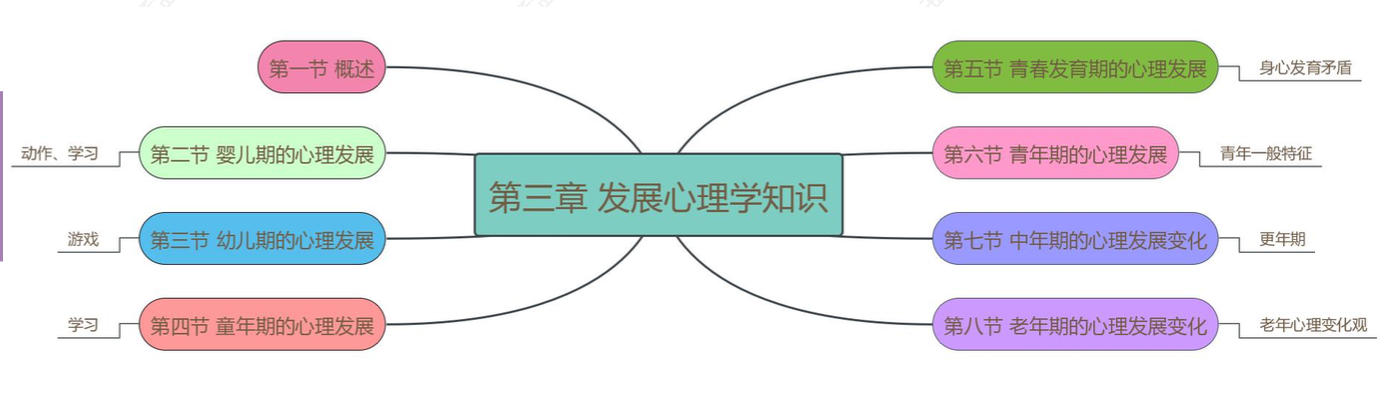 第三章 发展心理学知识
第一节 概述
第二节 婴儿期的心理发展
动作、学习
第三节 幼儿期的心理发展
游戏
第四节 童年期的心理发展
学习
第五节 青春发育期的心理发展
身心发育矛盾
第六节 青年期的心理发展
青年一般特征
第七节 中年期的心理发展变化
更年期
第八节 老年期的心理发展变化
老年心理变化观